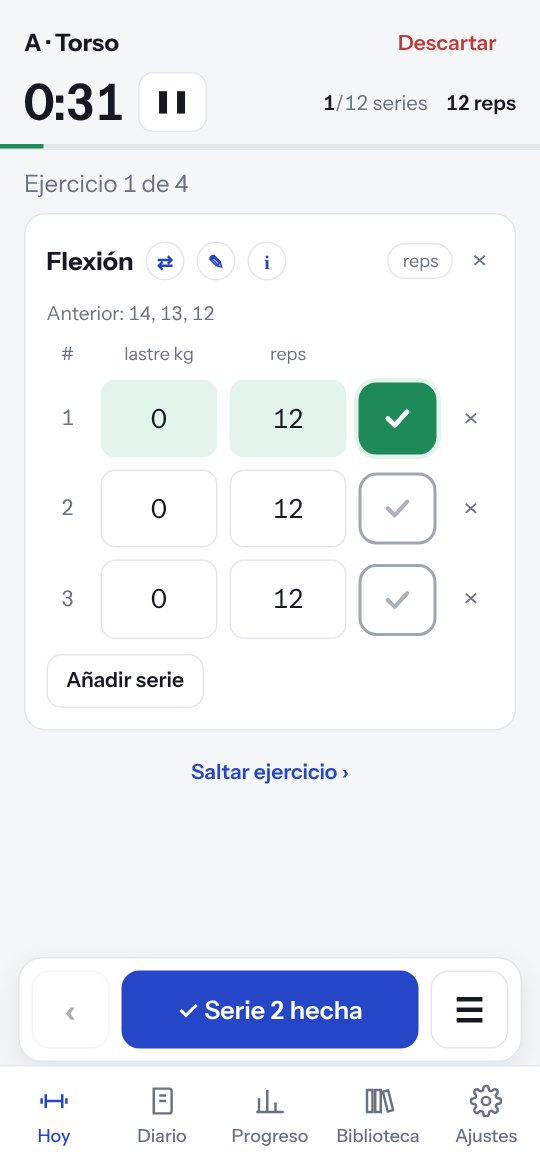 A · Torso
Descartar
0:31
1/12 series 12 reps
Ejercicio 1 de 4
Flexión
reps ×
Anterior: 14, 13, 12
# lastre kg reps
1 0 12 ✓ ×
2 0 12 ✓ ×
3 0 12 ✓ ×
Añadir serie
Saltar ejercicio ›
‹ ✓ Serie 2 hecha ☰
Hoy Diario Progreso Biblioteca Ajustes